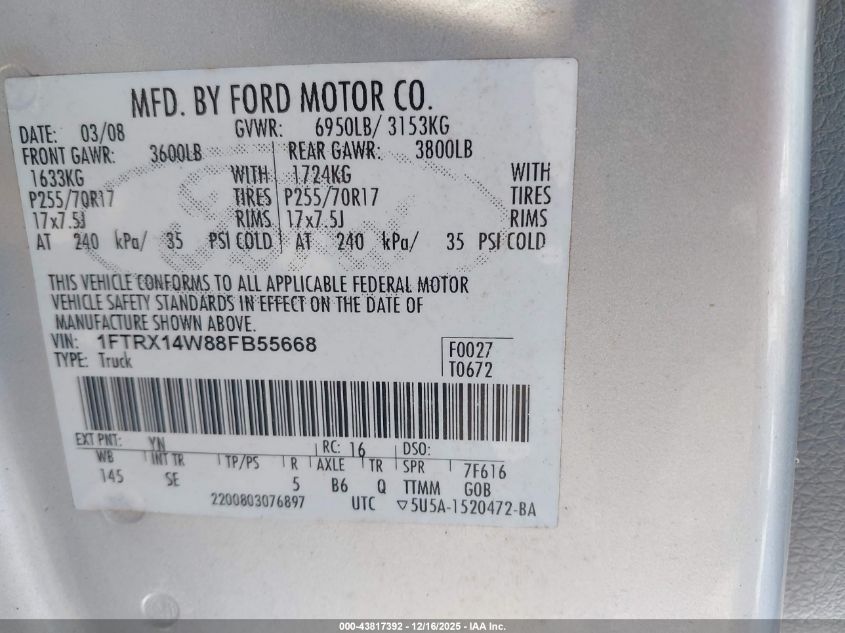 MFD. BY FORD MOTOR CO.
DATE: 03/08 GVWR: 6950LB/ 3153KG
FRONT GAWR: 3600LB REAR GAWR: 3800LB
1633KG WITH 1724KG WITH
P255/70R17 TIRES P255/70R17 TIRES
17x7.5J RIMS 17x7.5J RIMS
AT 240 kPa/ 35 PSI COLD AT 240 kPa/ 35 PSI COLD
THIS VEHICLE CONFORMS TO ALL APPLICABLE FEDERAL MOTOR
VEHICLE SAFETY STANDARDS IN EFFECT ON THE DATE OF
MANUFACTURE SHOWN ABOVE.
VIN: 1FTRX14W88FB55668 F0027
TYPE: Truck T0672
EXT PNT: YN RC: 16 DSO:
WB INT TR TP/PS R AXLE TR SPR 7F616
145 SE 5 B6 Q TTMM GOB
2200803076897 UTC ▽5U5A-1520472-BA
000-43817392 - 12/16/2025 - IAA Inc.